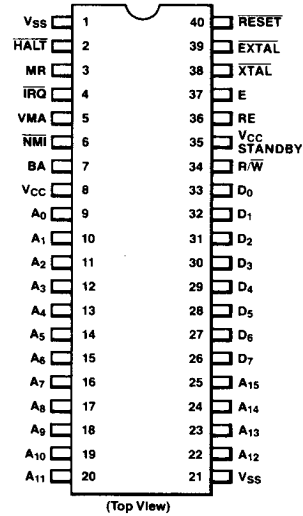 VSS 1 40 RESET
HALT 2 39 EXTAL
MR 3 38 XTAL
IRQ 4 37 E
VMA 5 36 RE
NMI 6 35 VCC STANDBY
BA 7 34 R/W
VCC 8 33 D0
A0 9 32 D1
A1 10 31 D2
A2 11 30 D3
A3 12 29 D4
A4 13 28 D5
A5 14 27 D6
A6 15 26 D7
A7 16 25 A15
A8 17 24 A14
A9 18 23 A13
A10 19 22 A12
A11 20 21 VSS
(Top View)